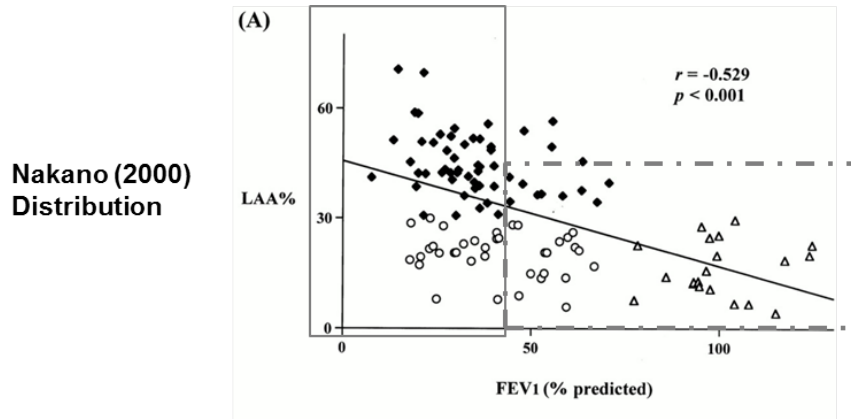 (A)
r = -0.529
p < 0.001
Nakano (2000)
Distribution
LAA%
60
30
0
0
50
100
FEV1 (% predicted)